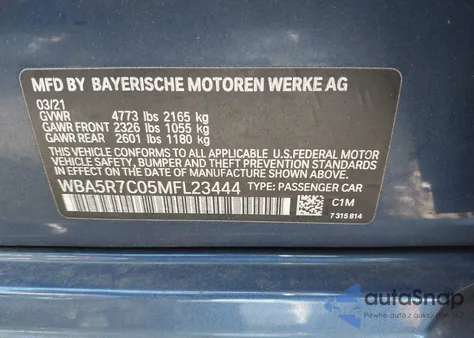 MFD BY BAYERISCHE MOTOREN WERKE AG
03/21
GVWR 4773 lbs 2165 kg
GAWR FRONT 2326 lbs 1055 kg
GAWR REAR 2601 lbs 1180 kg
THIS VEHICLE CONFORMS TO ALL APPLICABLE U.S.FEDERAL MOTOR
VEHICLE SAFETY, BUMPER, AND THEFT PREVENTION STANDARDS
IN EFFECT ON THE DATE OF MANUFACTURE SHOWN ABOVE.
WBA5R7C05MFL23444 TYPE: PASSENGER CAR
C1M
7 315 814
autoSnap
Pewne auta z aukcji